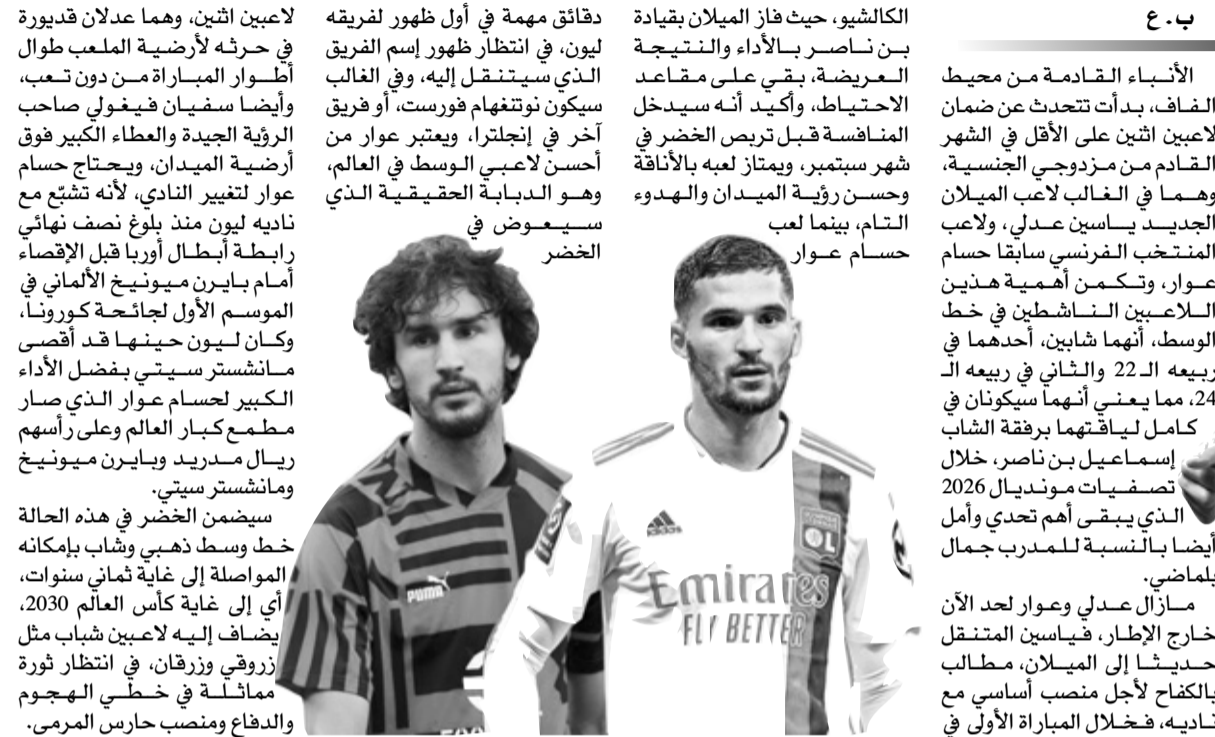 ب. ع
الأنباء القادمة من محيط
الفاف، بدأت تتحدث عن ضمان
لاعبين اثنين على الأقل في الشهر
القادم من مزدوجي الجنسية،
وهما في الغالب لاعب الميلان
الجديد ياسين عدلي، ولاعب
المنتخب الفرنسي سابقا حسام
عوار، وتكمن أهمية هذين
اللاعبين الناشطين في خط
الوسط، أنهما شابين، أحدهما في
ربيعه الـ 22 والثاني في ربيعه الـ
24، مما يعني أنهما سيكونان في
كامل لياقتهما برفقة الشاب
إسماعيل بن ناصر، خلال
تصفيات مونديال 2026
الذي يبقى أهم تحدي وأمل
أيضا بالنسبة للمدرب جمال
بلماضي.
مازال عدلي وعوار لحد الآن
خارج الإطار، فياسين المتنقل
حديثا إلى الميلان، مطالب
بالكفاح لأجل منصب أساسي مع
ناديه، فخلال المباراة الأولى في
الكالشيو، حيث فاز الميلان بقيادة
بن ناصر بالأداء والنتيجة
العريضة، بقي على مقاعد
الاحتياط، وأكيد أنه سيدخل
المنافسة قبل تربص الخضر في
شهر سبتمبر، ويمتاز لعبه بالأناقة
وحسن رؤية الميدان والهدوء
التام، بينما لعب
حسام عوار
دقائق مهمة في أول ظهور لفريقه
ليون، في انتظار ظهور إسم الفريق
الذي سيتنقل إليه، وفي الغالب
سيكون نوتنغهام فورست، أو فريق
آخر في إنجلترا، ويعتبر عوار من
أحسن لاعبي الوسط في العالم،
وهو الدبابة الحقيقية الذي
سيعوض في
الخضر
لاعبين اثنين، وهما عدلان قديورة
في حرثه لأرضية الملعب طوال
أطوار المباراة من دون تعب،
وأيضا سفيان فيغولي صاحب
الرؤية الجيدة والعطاء الكبير فوق
أرضية الميدان، ويحتاج حسام
عوار لتغيير النادي، لأنه تشبّع مع
ناديه ليون منذ بلوغ نصف نهائي
رابطة أبطال أوربا قبل الإقصاء
أمام بايرن ميونيخ الألماني في
الموسم الأول لجائحة كورونا،
وكان ليون حينها قد أقصى
مانشستر سيتي بفضل الأداء
الكبير لحسام عوار الذي صار
مطمع كبار العالم وعلى رأسهم
ريال مدريد وبايرن ميونيخ
ومانشستر سيتي.
سيضمن الخضر في هذه الحالة
خط وسط ذهبي وشاب بإمكانه
المواصلة إلى غاية ثماني سنوات،
أي إلى غاية كأس العالم 2030،
يضاف إليه لاعبين شباب مثل
زروقي وزرقان، في انتظار ثورة
مماثلة في خطي الهجوم
والدفاع ومنصب حارس المرمى.
PUMA
adidas
OL
Emirates
FLY BETTER